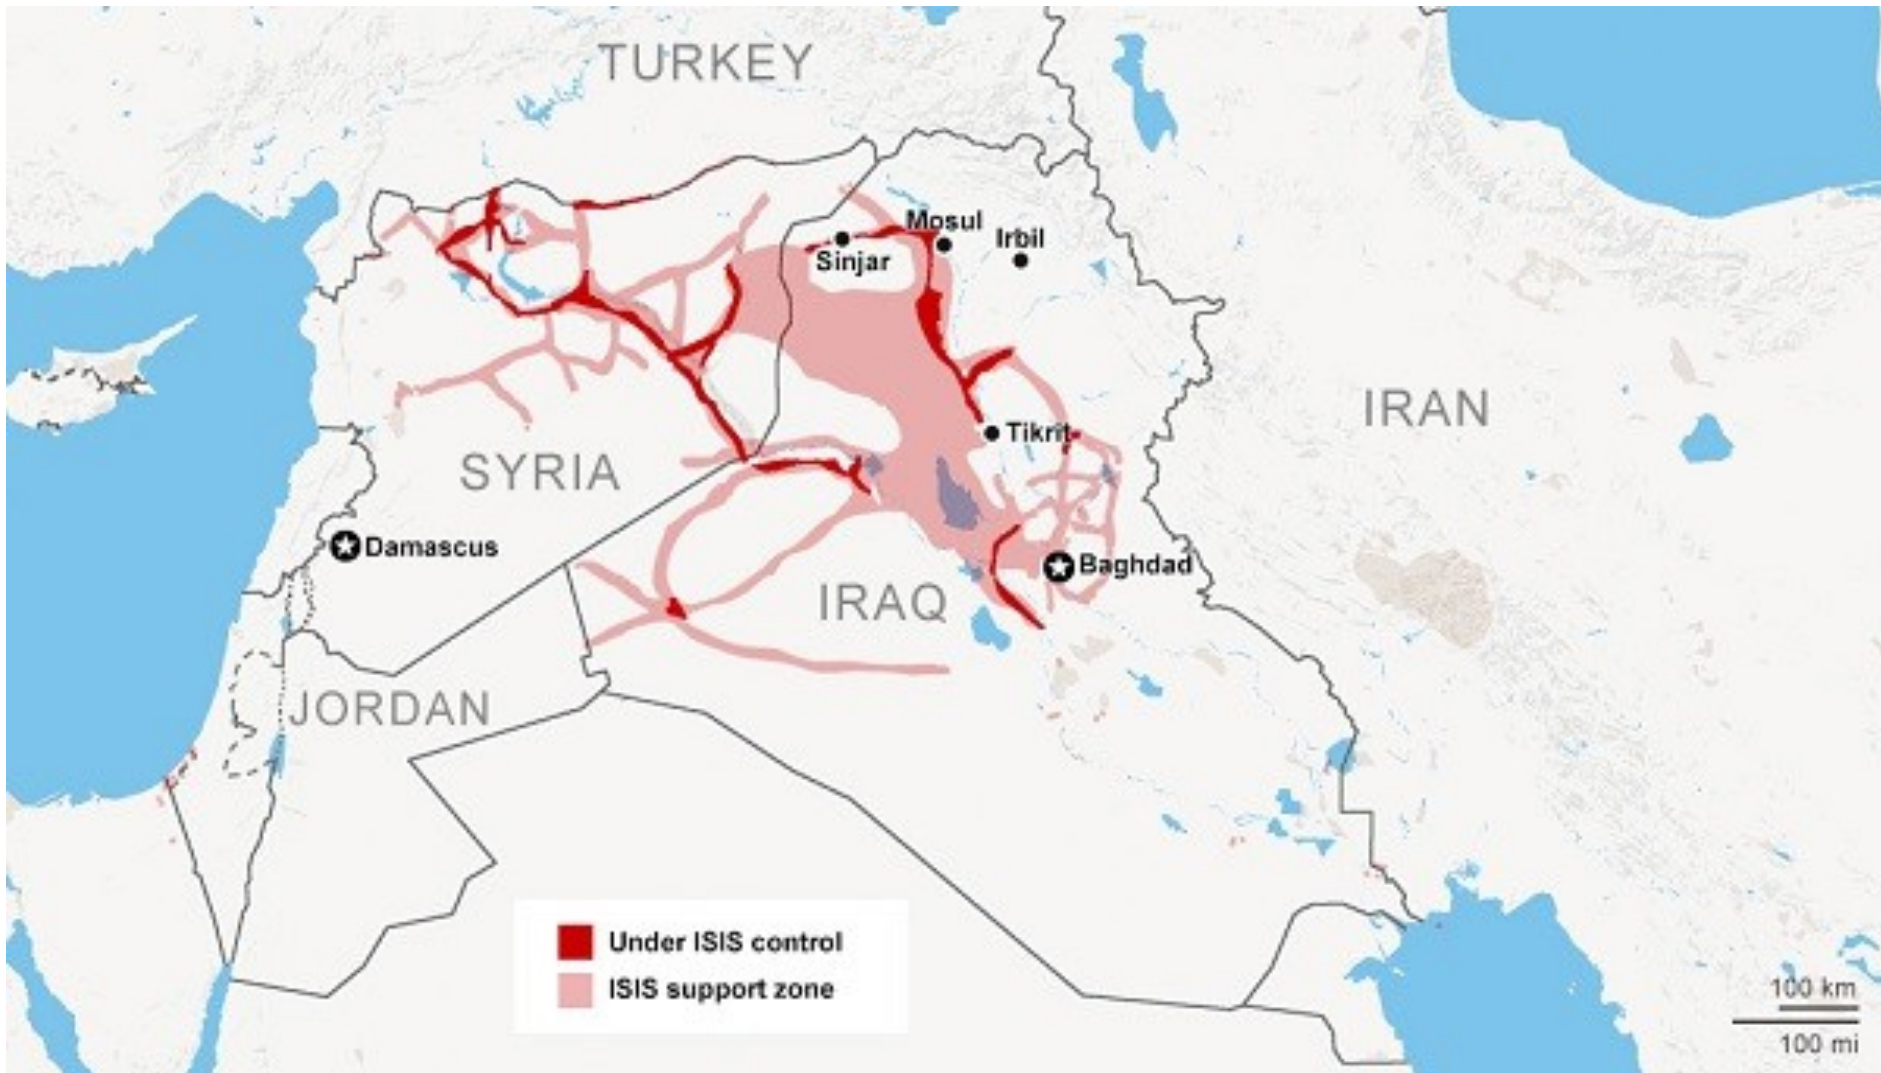 TURKEY
Mosul
Irbil
Sinjar
IRAN
Tikrit
SYRIA
Damascus
Baghdad
IRAQ
JORDAN
Under ISIS control
ISIS support zone
100 km
100 mi